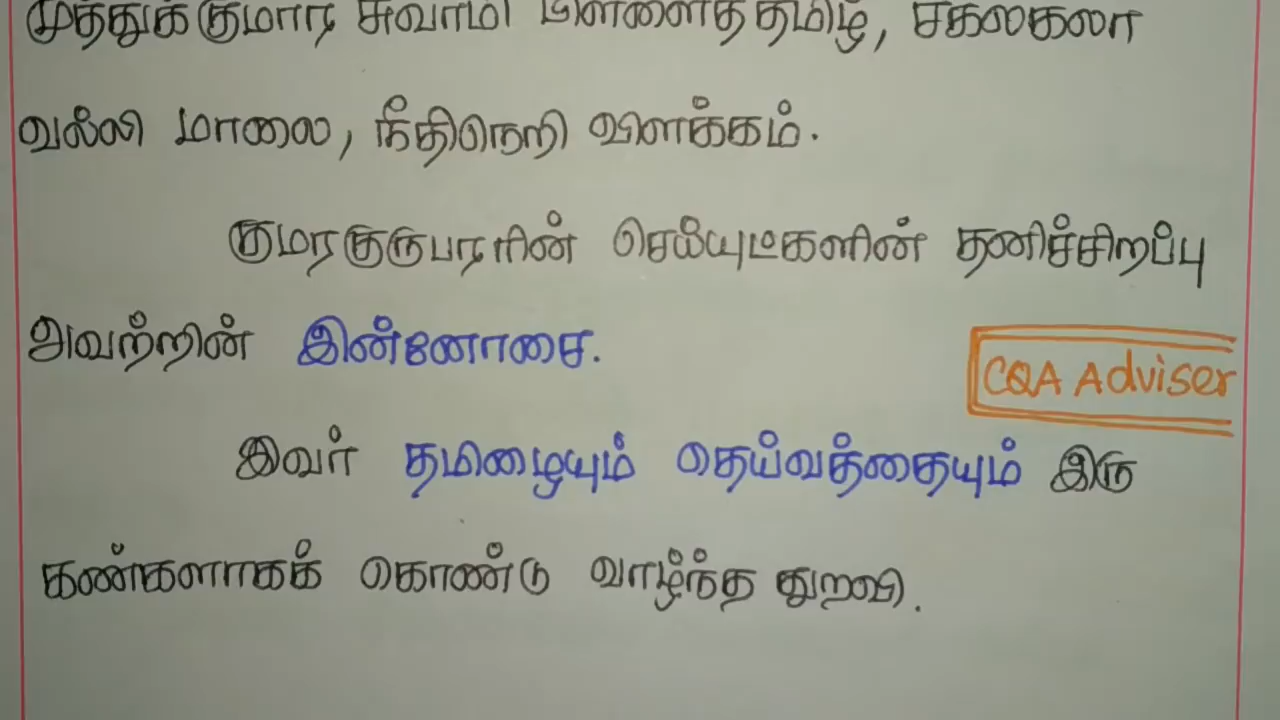 முத்துக்குமார சுவாமி பிள்ளைத்தமிழ், சகலகலா
வல்லி மாலை, நீதிநெறி விளக்கம்.
குமரகுருபரரின் செய்யுட்களின் தனிச்சிறப்பு
அவற்றின் இன்னோசை.
CQA Adviser
இவர் தமிழையும் தெய்வத்தையும் இரு
கண்களாகக் கொண்டு வாழ்ந்த துறவி.